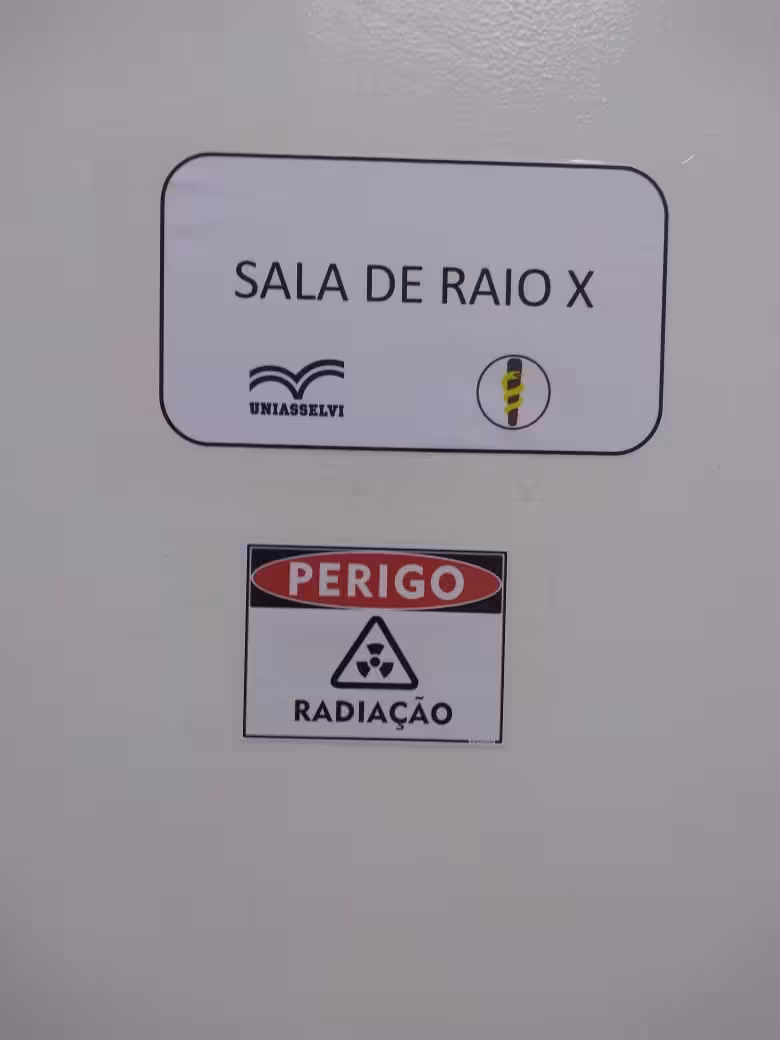 SALA DE RAIO X
UNIASSELVI
PERIGO
RADIAÇÃO